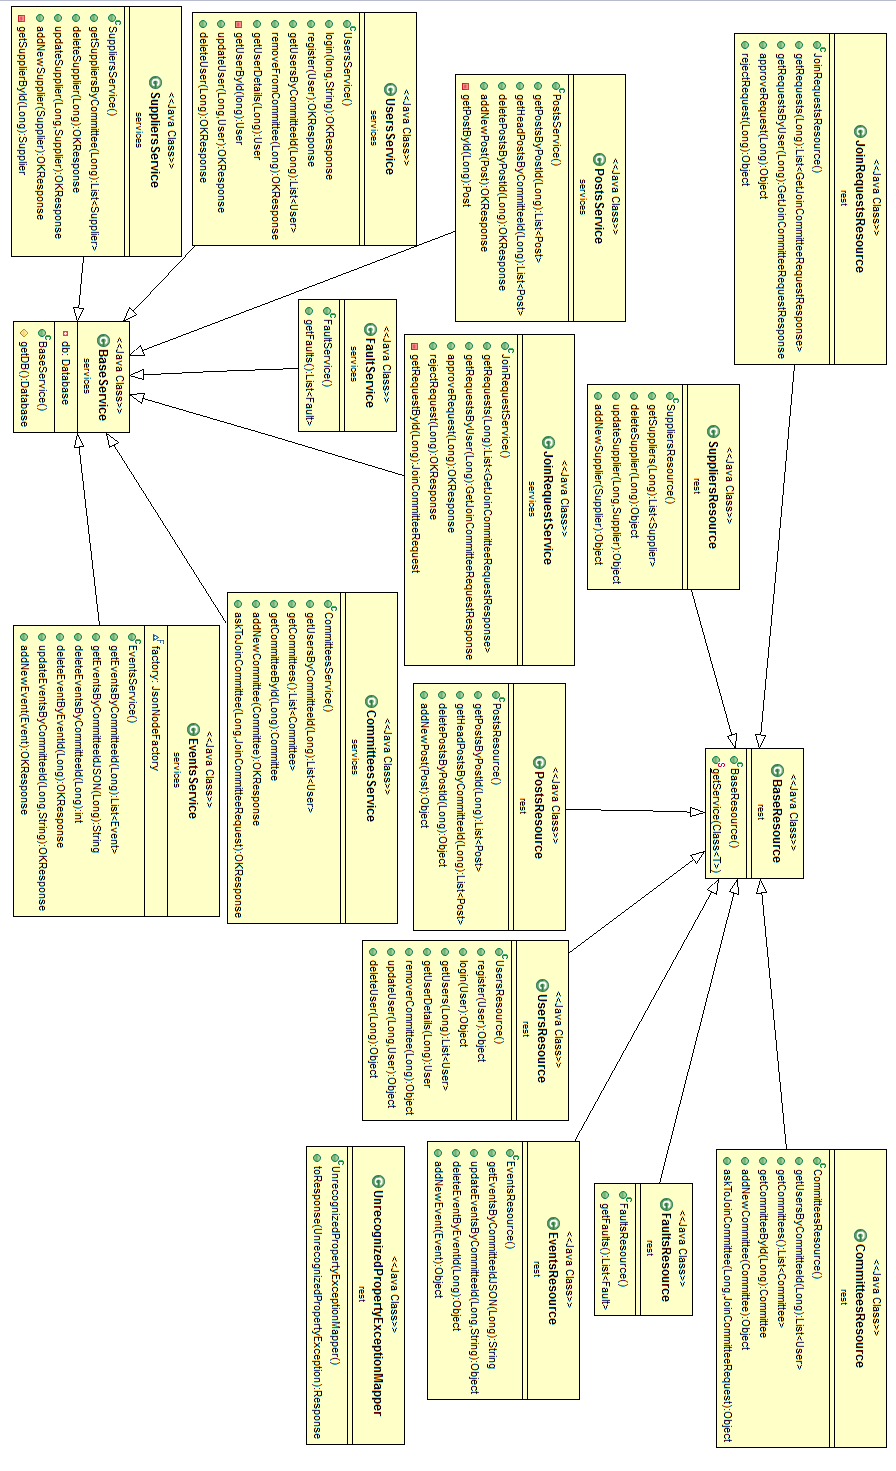 <<Java Class>>
JoinRequestsResource
rest
JoinRequestsResource()
getRequests(Long):List<GetJoinCommitteeRequestResponse>
getRequestsByUser(Long):GetJoinCommitteeRequestResponse
approveRequest(Long):Object
rejectRequest(Long):Object
<<Java Class>>
SuppliersResource
rest
SuppliersResource()
getSuppliers(Long):List<Supplier>
deleteSupplier(Long):Object
updateSupplier(Long,Supplier):Object
addNewSupplier(Supplier):Object
<<Java Class>>
BaseResource
rest
BaseResource()
getService(Class<T>)
<<Java Class>>
CommitteesResource
rest
CommitteesResource()
getUsersByCommitteeId(Long):List<User>
getCommittees():List<Committee>
getCommitteeById(Long):Committee
addNewCommittee(Committee):Object
askToJoinCommittee(Long,JoinCommitteeRequest):Object
<<Java Class>>
FaultsResource
rest
FaultsResource()
getFaults():List<Fault>
<<Java Class>>
PostsService
services
PostsService()
getPostsByPostId(Long):List<Post>
getHeadPostsByCommitteeId(Long):List<Post>
deletePostsByPostId(Long):OKResponse
addNewPost(Post):OKResponse
getPostById(Long):Post
<<Java Class>>
JoinRequestService
services
JoinRequestService()
getRequests(Long):List<GetJoinCommitteeRequestResponse>
getRequestsByUser(Long):GetJoinCommitteeRequestResponse
approveRequest(Long):OKResponse
rejectRequest(Long):OKResponse
getRequestById(Long):JoinCommitteeRequest
<<Java Class>>
PostsResource
rest
PostsResource()
getPostsByPostId(Long):List<Post>
getHeadPostsByCommitteeId(Long):List<Post>
deletePostsByPostId(Long):Object
addNewPost(Post):Object
<<Java Class>>
UsersResource
rest
UsersResource()
register(User):Object
login(User):Object
getUsers(Long):List<User>
getUserDetails(Long):User
removerCommittee(Long):Object
updateUser(Long,User):Object
deleteUser(Long):Object
<<Java Class>>
EventsResource
rest
EventsResource()
getEventsByCommitteeIdJSON(Long):String
updateEventsByCommitteeId(Long,String):Object
deleteEventByEventId(Long):Object
addNewEvent(Event):Object
<<Java Class>>
UsersService
services
UsersService()
login(long,String):OKResponse
register(User):OKResponse
getUsersByCommitteeId(Long):List<User>
removeFromCommittee(Long):OKResponse
getUserDetails(Long):User
getUserById(long):User
updateUser(Long,User):OKResponse
deleteUser(Long):OKResponse
<<Java Class>>
FaultService
services
FaultService()
getFaults():List<Fault>
<<Java Class>>
CommitteesService
services
CommitteesService()
getUsersByCommitteeId(Long):List<User>
getCommittees():List<Committee>
getCommitteeById(Long):Committee
addNewCommittee(Committee):OKResponse
askToJoinCommittee(Long,JoinCommitteeRequest):OKResponse
<<Java Class>>
UnrecognizedPropertyExceptionMapper
rest
UnrecognizedPropertyExceptionMapper()
toResponse(UnrecognizedPropertyException):Response
<<Java Class>>
SuppliersService
services
SuppliersService()
getSuppliersByCommittee(Long):List<Supplier>
deleteSupplier(Long):OKResponse
updateSupplier(Long,Supplier):OKResponse
addNewSupplier(Supplier):OKResponse
getSupplierById(Long):Supplier
<<Java Class>>
BaseService
services
db: Database
BaseService()
getDB():Database
<<Java Class>>
EventsService
services
factory: JsonNodeFactory
EventsService()
getEventsByCommitteeId(Long):List<Event>
getEventsByCommitteeIdJSON(Long):String
deleteEventsByCommitteeId(Long):int
deleteEventByEventId(Long):OKResponse
updateEventsByCommitteeId(Long,String):OKResponse
addNewEvent(Event):OKResponse